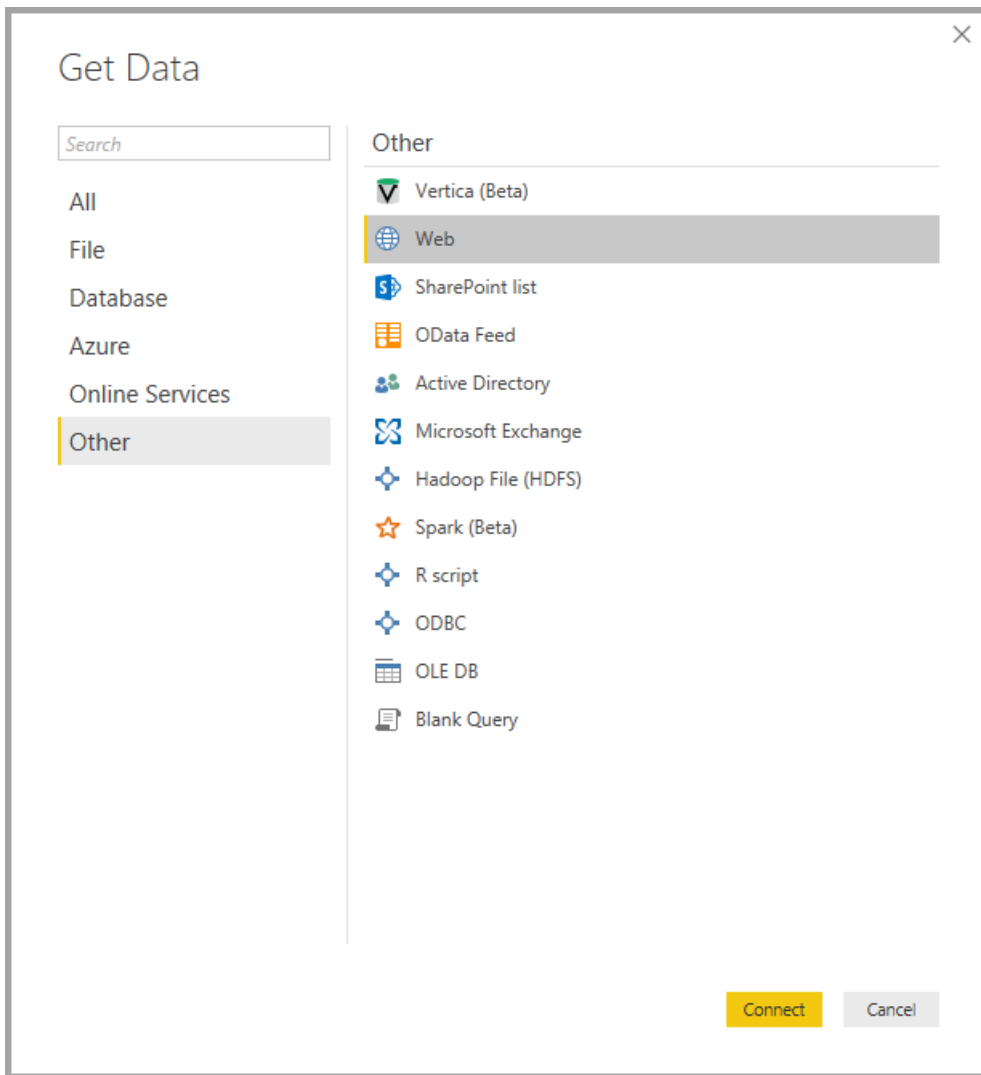 Get Data
Search
All
File
Database
Azure
Online Services
Other
Other
Vertica (Beta)
Web
SharePoint list
OData Feed
Active Directory
Microsoft Exchange
Hadoop File (HDFS)
Spark (Beta)
R script
ODBC
OLE DB
Blank Query
Connect
Cancel